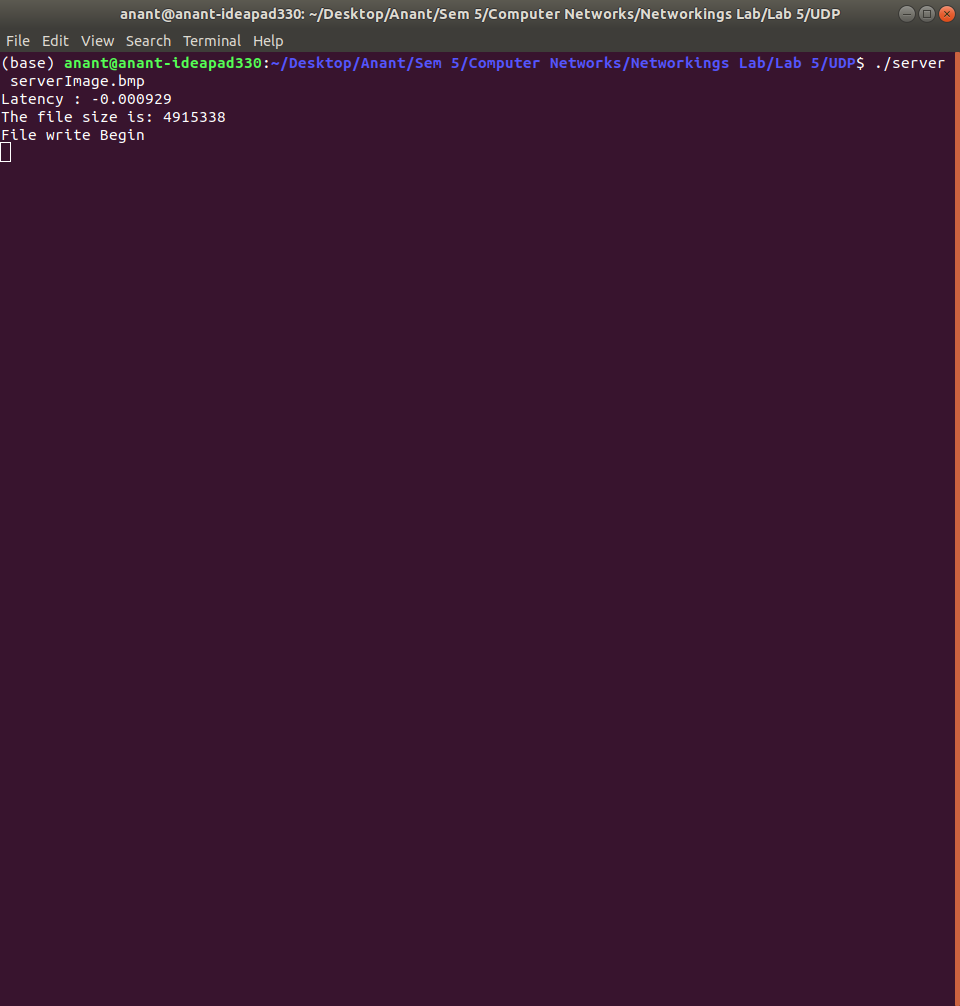 anant@anant-ideapad330: ~/Desktop/Anant/Sem 5/Computer Networks/Networkings Lab/Lab 5/UDP
File Edit View Search Terminal Help
(base) anant@anant-ideapad330:~/Desktop/Anant/Sem 5/Computer Networks/Networkings Lab/Lab 5/UDP$ ./server
 serverImage.bmp
Latency : -0.000929
The file size is: 4915338
File write Begin